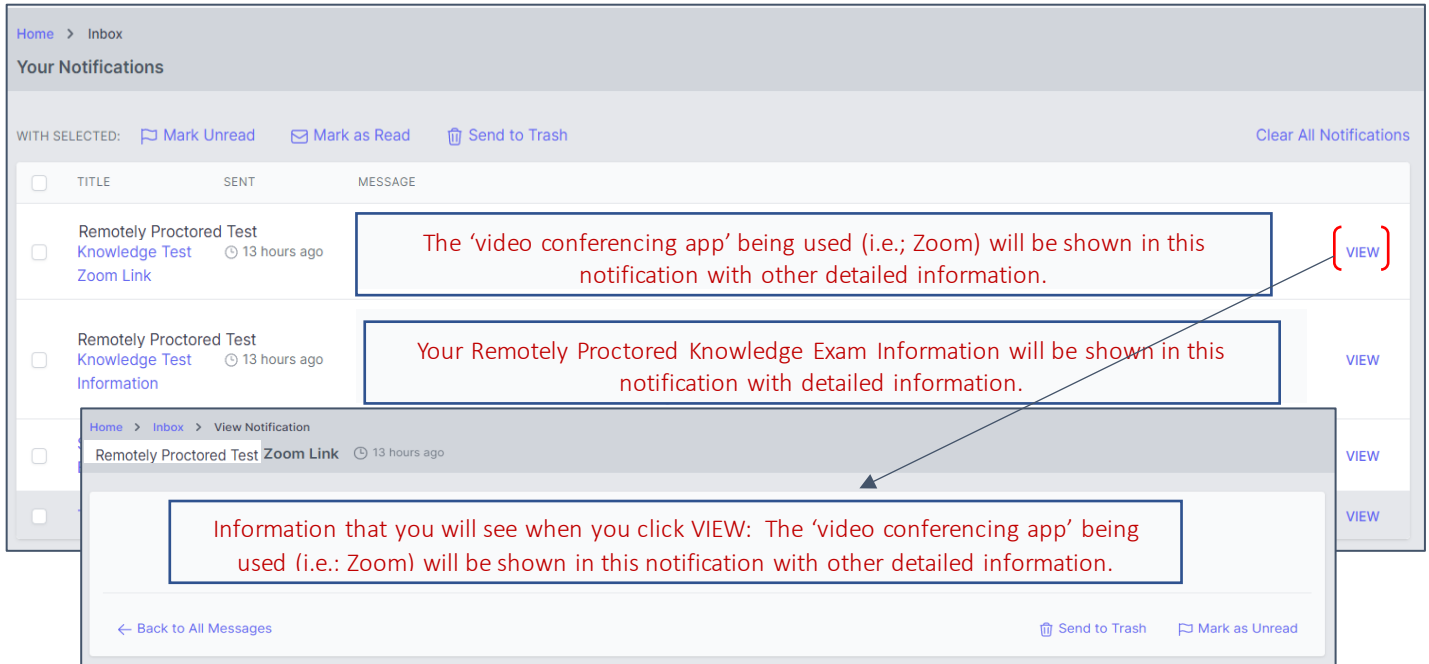 Home > Inbox
Your Notifications
WITH SELECTED: Mark Unread Mark as Read Send to Trash Clear All Notifications
TITLE SENT MESSAGE
Remotely Proctored Test
Knowledge Test 13 hours ago
Zoom Link
The ‘video conferencing app’ being used (i.e.; Zoom) will be shown in this
notification with other detailed information.
VIEW
Remotely Proctored Test
Knowledge Test 13 hours ago
Information
Your Remotely Proctored Knowledge Exam Information will be shown in this
notification with detailed information.
VIEW
VIEW
VIEW
Home > Inbox > View Notification
Remotely Proctored Test Zoom Link 13 hours ago
Information that you will see when you click VIEW: The ‘video conferencing app’ being
used (i.e.: Zoom) will be shown in this notification with other detailed information.
← Back to All Messages Send to Trash Mark as Unread